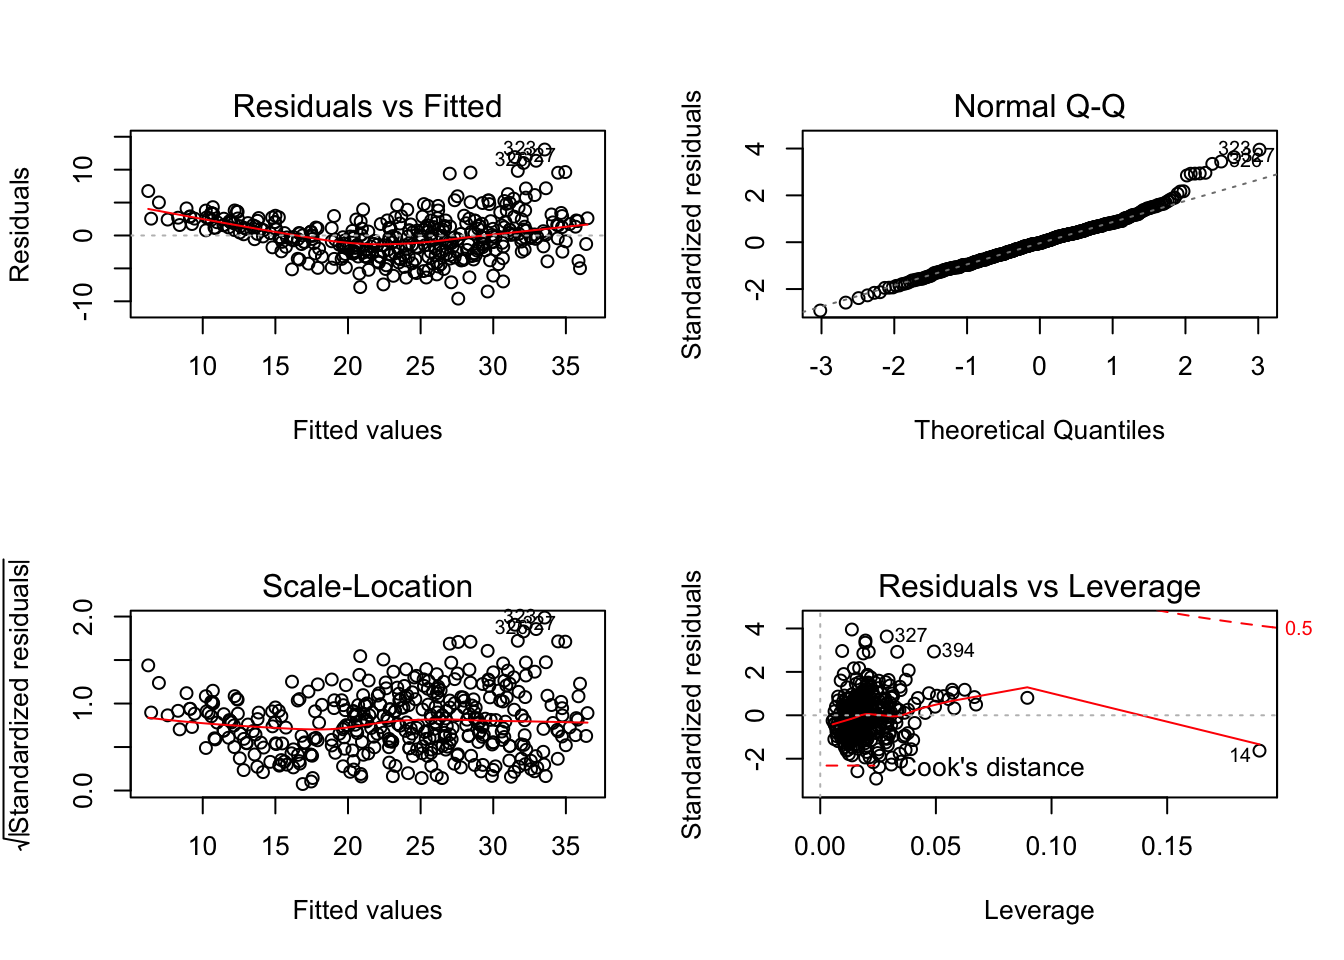 Residuals vs Fitted
Residuals
10
0
-10
323
326 327
10 15 20 25 30 35
Fitted values
Normal Q-Q
Standardized residuals
4
2
0
-2
323
326 327
-3 -2 -1 0 1 2 3
Theoretical Quantiles
Scale-Location
√|Standardized residuals|
2.0
1.0
0.0
323
326 327
10 15 20 25 30 35
Fitted values
Residuals vs Leverage
Standardized residuals
4
2
0
-2
327
394
14
0.5
Cook's distance
0.00 0.05 0.10 0.15
Leverage